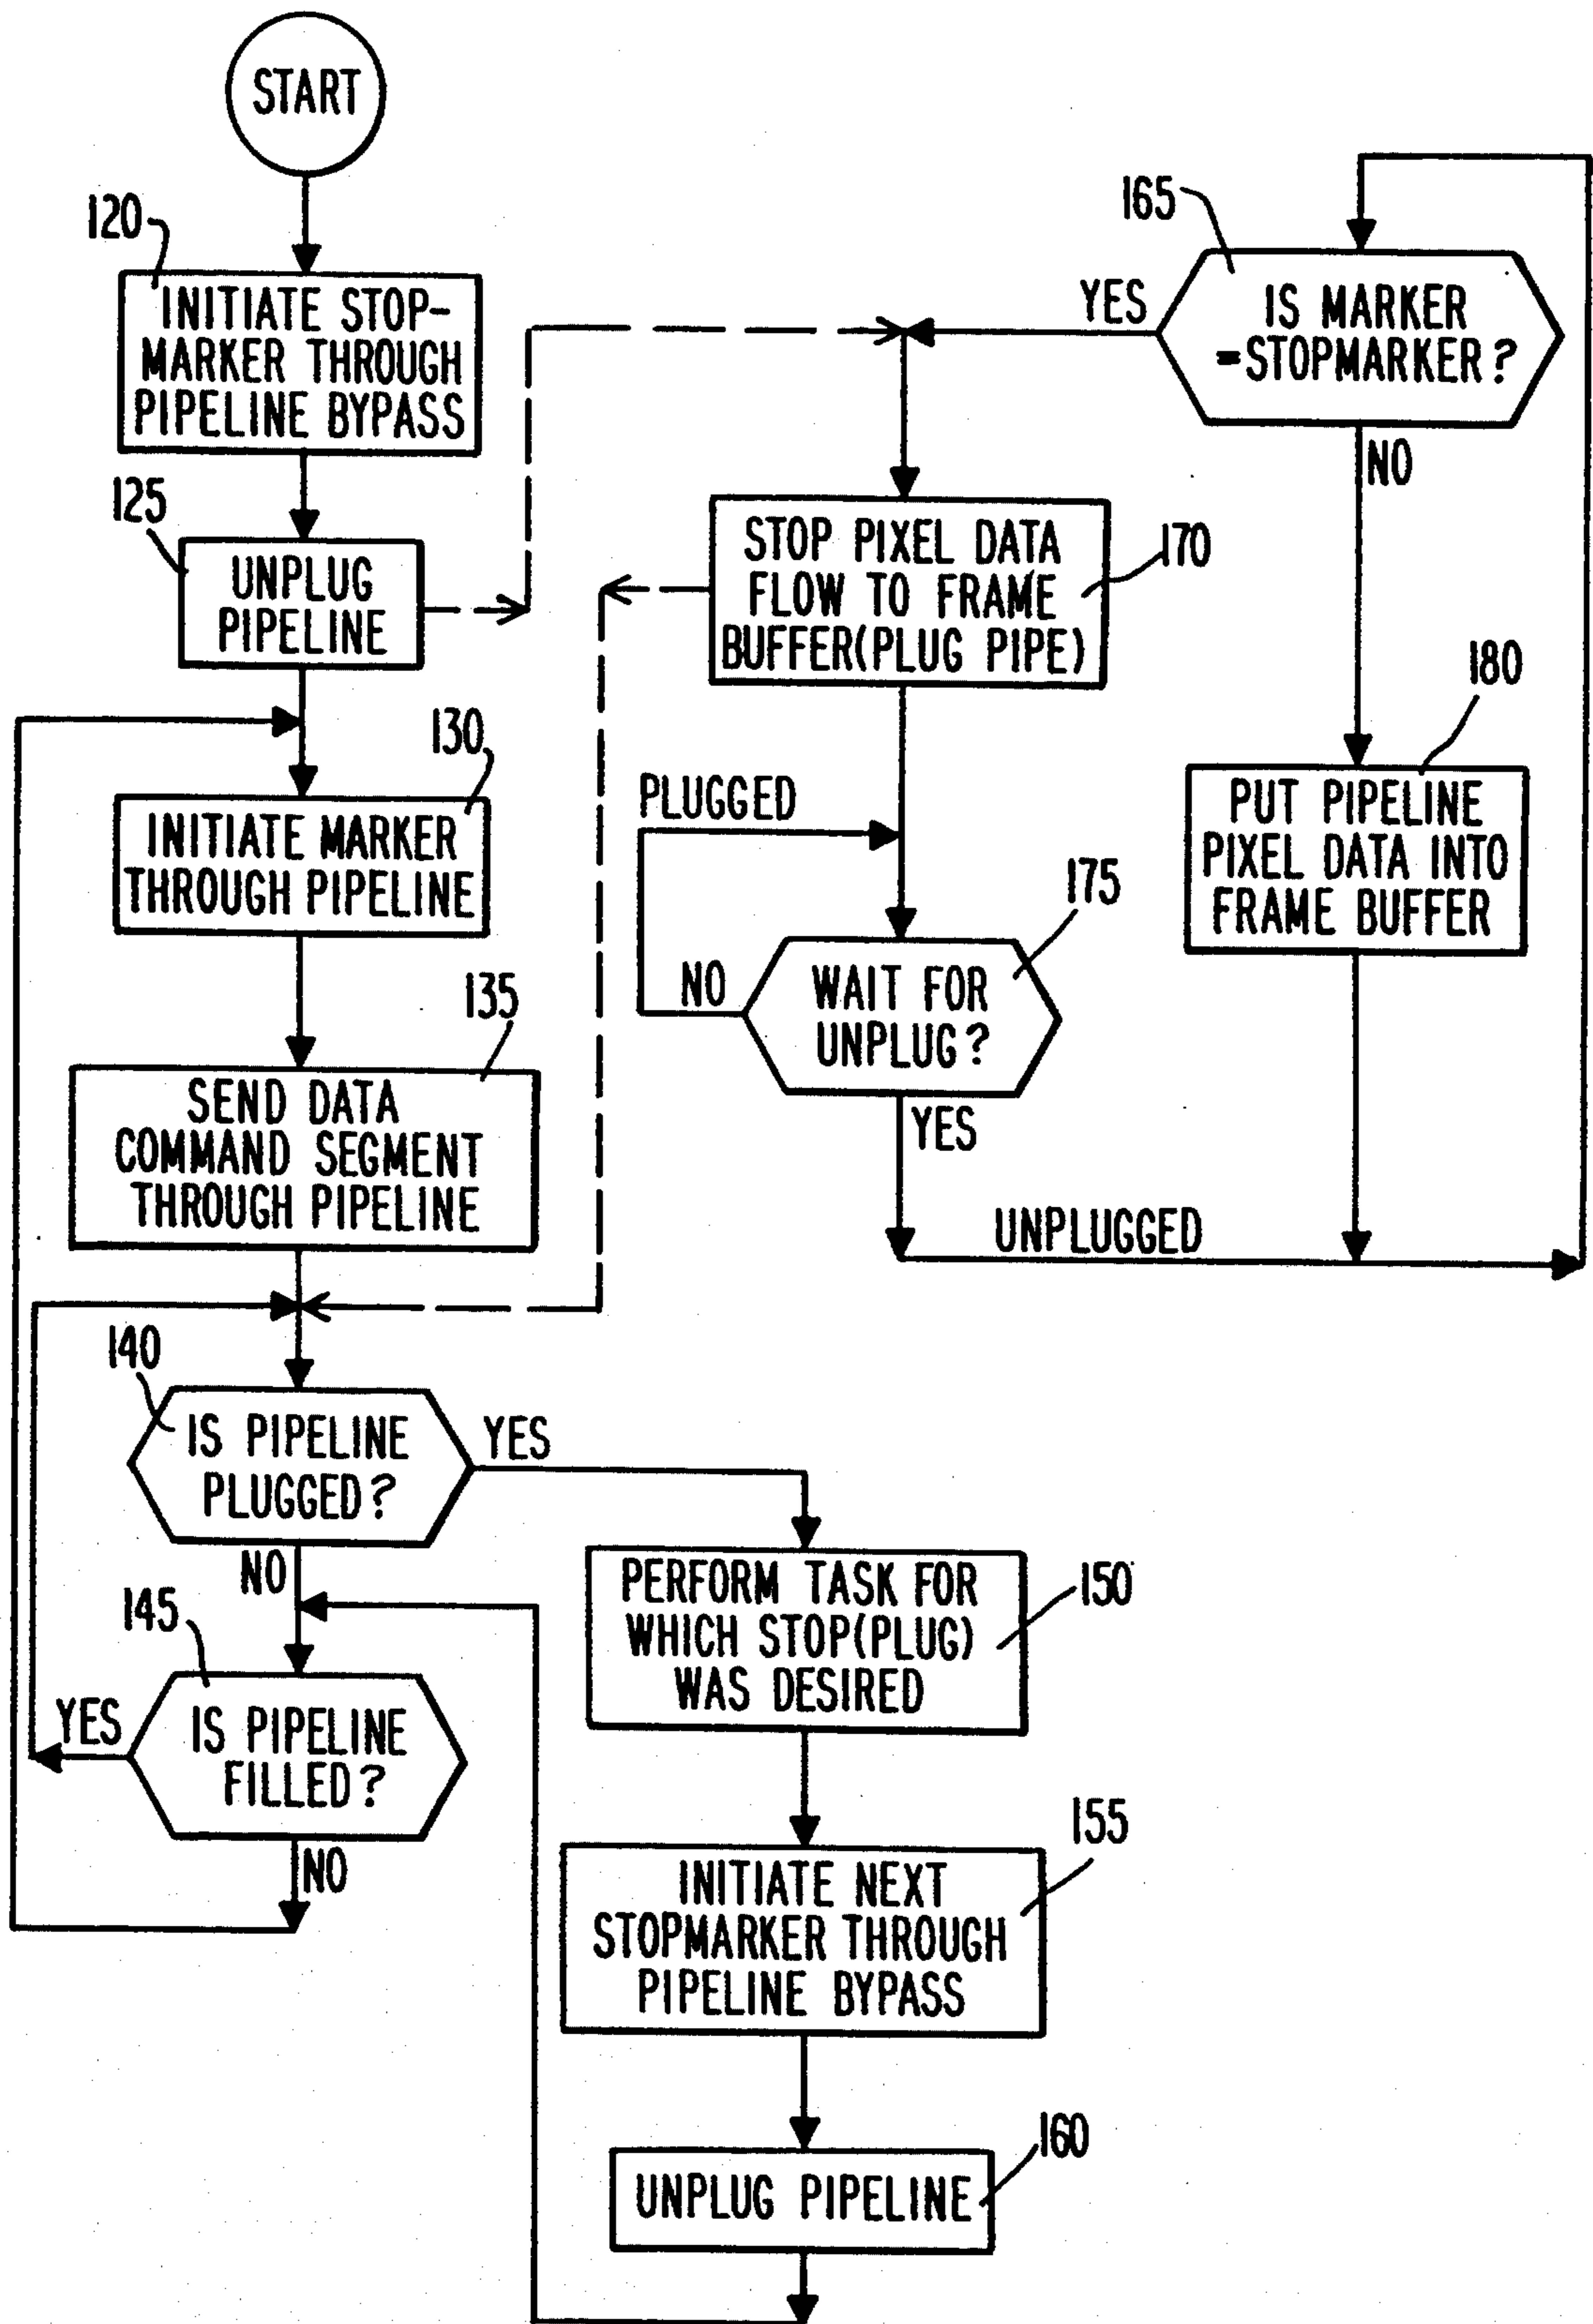 START
120
INITIATE STOP-
MARKER THROUGH
PIPELINE BYPASS
125
UNPLUG
PIPELINE
130
INITIATE MARKER
THROUGH PIPELINE
135
SEND DATA
COMMAND SEGMENT
THROUGH PIPELINE
140
IS PIPELINE
PLUGGED?
YES
NO
145
IS PIPELINE
FILLED?
YES
NO
150
PERFORM TASK FOR
WHICH STOP(PLUG)
WAS DESIRED
155
INITIATE NEXT
STOPMARKER THROUGH
PIPELINE BYPASS
160
UNPLUG PIPELINE
165
IS MARKER
=STOPMARKER?
YES
NO
170
STOP PIXEL DATA
FLOW TO FRAME
BUFFER(PLUG PIPE)
PLUGGED
175
WAIT FOR
UNPLUG?
NO
YES
UNPLUGGED
180
PUT PIPELINE
PIXEL DATA INTO
FRAME BUFFER